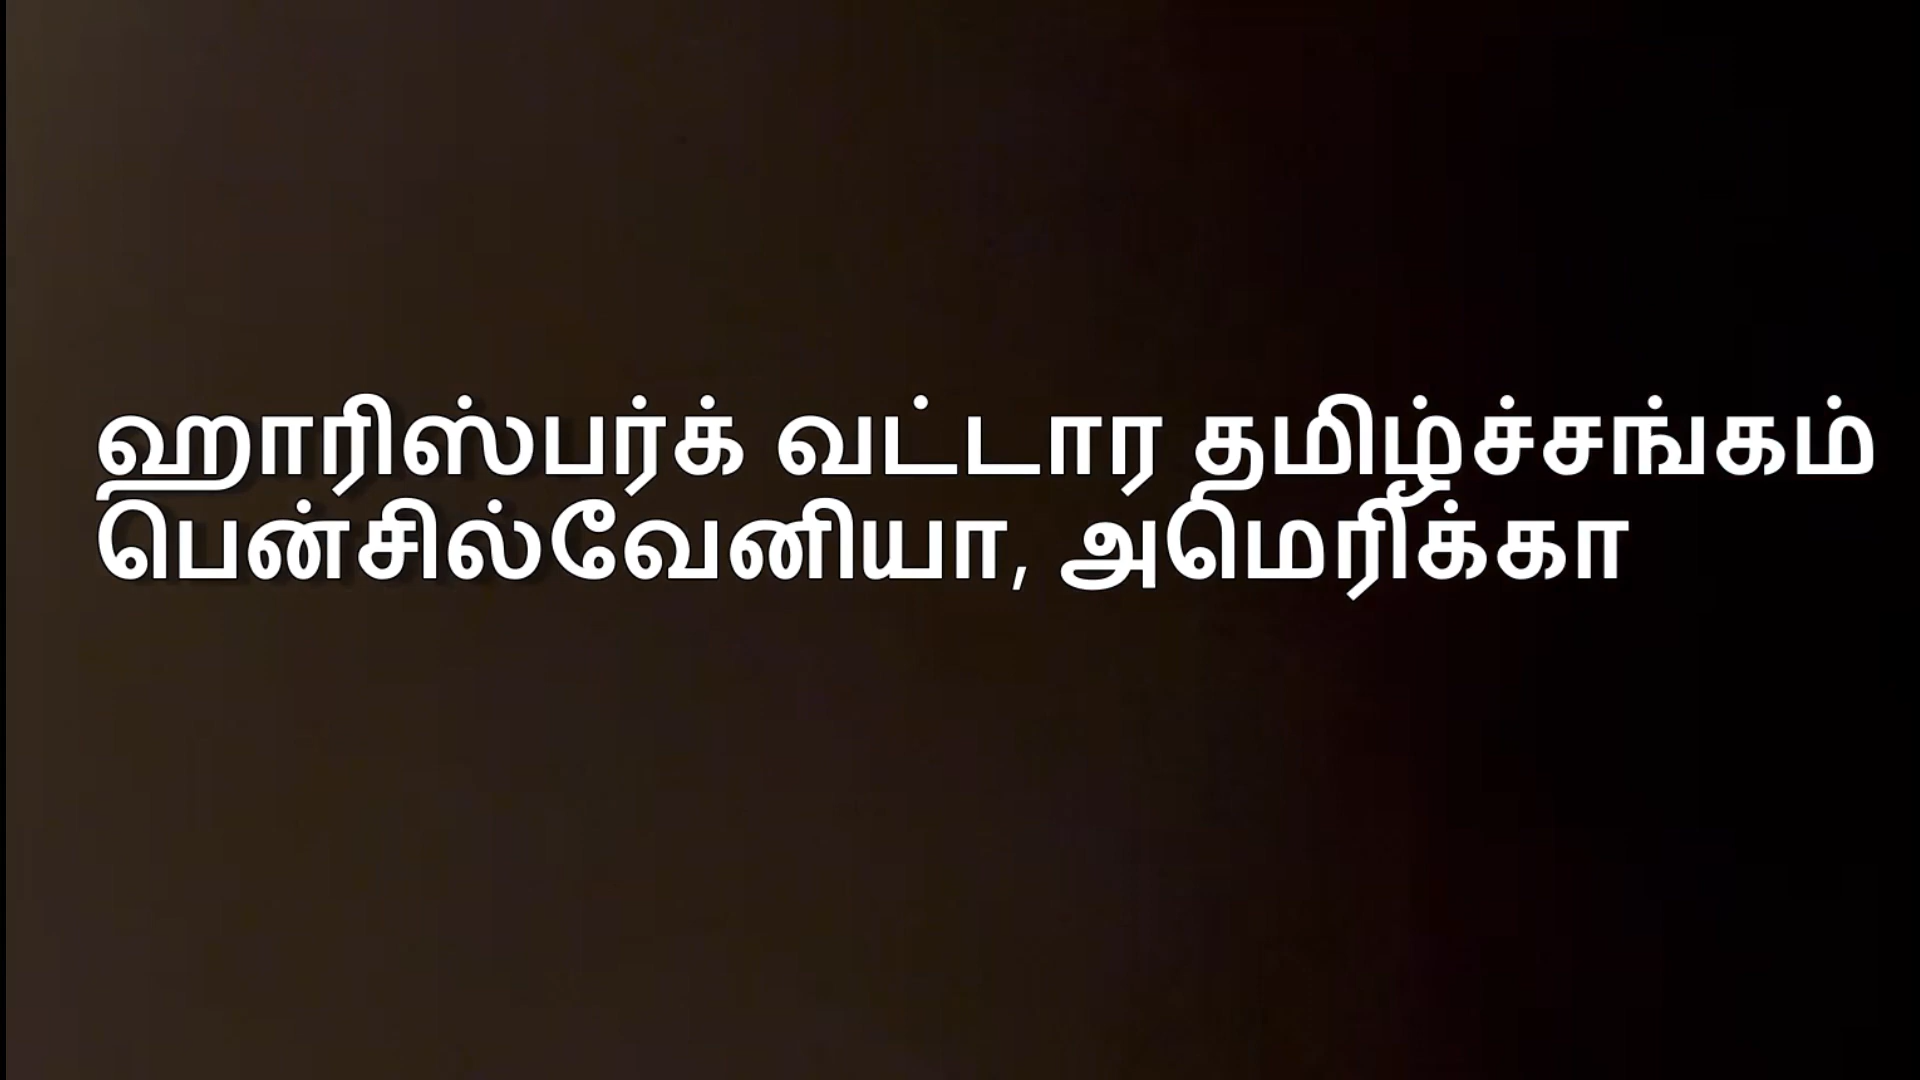 ஹாரிஸ்பர்க் வட்டார தமிழ்ச்சங்கம்
பென்சில்வேனியா, அமெரிக்கா